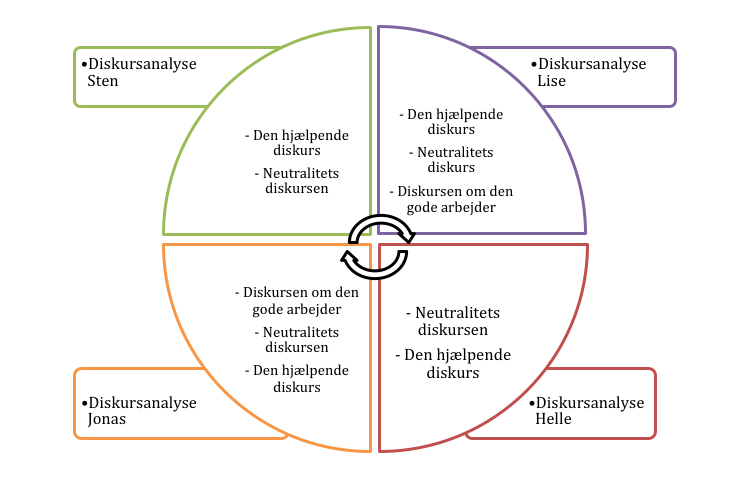 •Diskursanalyse
Sten
- Den hjælpende
diskurs
- Neutralitets
diskursen
•Diskursanalyse
Lise
- Den hjælpende
diskurs
- Neutralitets
diskurs
- Diskursen om den
gode arbejder
- Diskursen om den
gode arbejder
- Neutralitets
diskursen
- Den hjælpende
diskurs
•Diskursanalyse
Jonas
- Neutralitets
diskursen
- Den hjælpende
diskurs
•Diskursanalyse
Helle